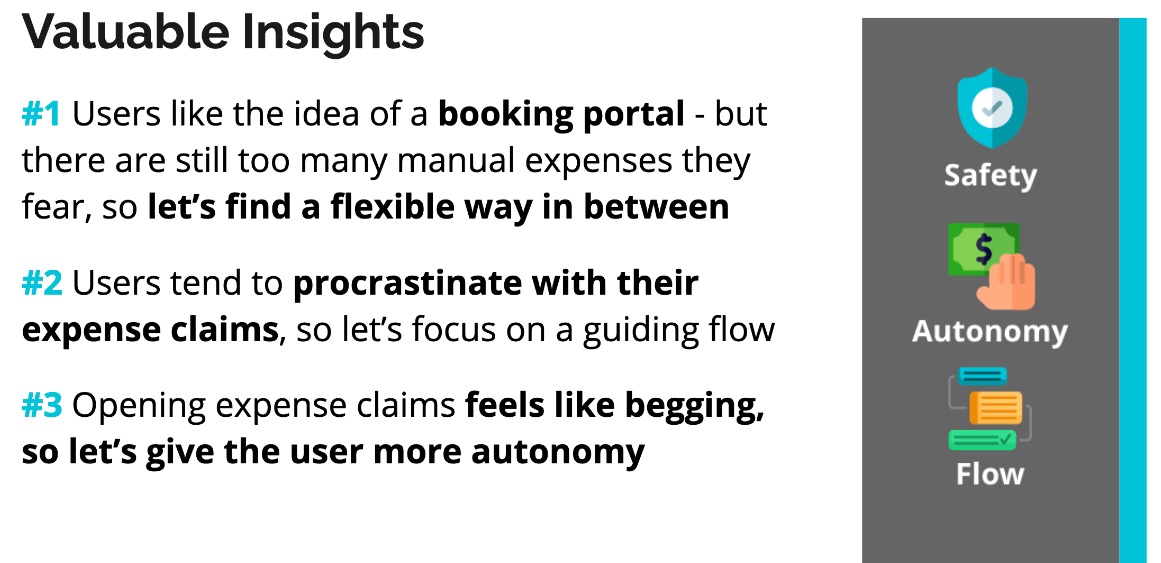 Valuable Insights
#1 Users like the idea of a booking portal - but
there are still too many manual expenses they
fear, so let’s find a flexible way in between
#2 Users tend to procrastinate with their
expense claims, so let’s focus on a guiding flow
#3 Opening expense claims feels like begging,
so let’s give the user more autonomy
Safety
$
Autonomy
Flow